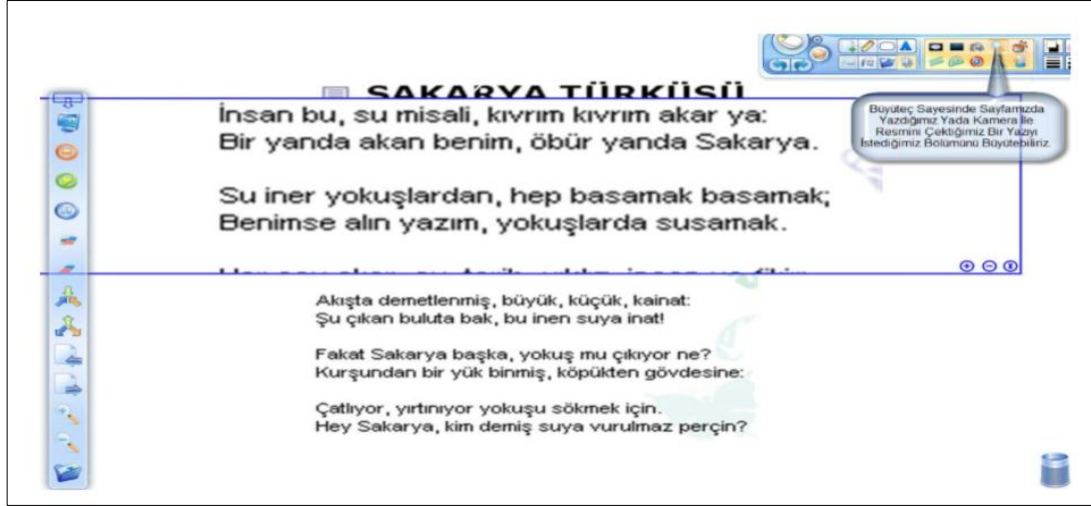 SAKARYA TÜRKÜSÜ
İnsan bu, su misali, kıvrım kıvrım akar ya:
Bir yanda akan benim, öbür yanda Sakarya.
Su iner yokuşlardan, hep basamak basamak;
Benimse alın yazım, yokuşlarda susamak.
Akışta demetlenmiş, büyük, küçük, kainat:
Şu çıkan buluta bak, bu inen suya inat!
Fakat Sakarya başka, yokuş mu çıkıyor ne?
Kurşundan bir yük binmiş, köpükten gövdesine:
Çatlıyor, yırtınıyor yokuşu sökmek için.
Hey Sakarya, kim demiş suya vurulmaz perçin?
Büyüteç Sayesinde Sayfamızda
Yazdığımız Yada Kamera İle
Resmini Çektiğimiz Bir Yazıyı
İstediğimiz Bölümünü Büyütebiliriz.